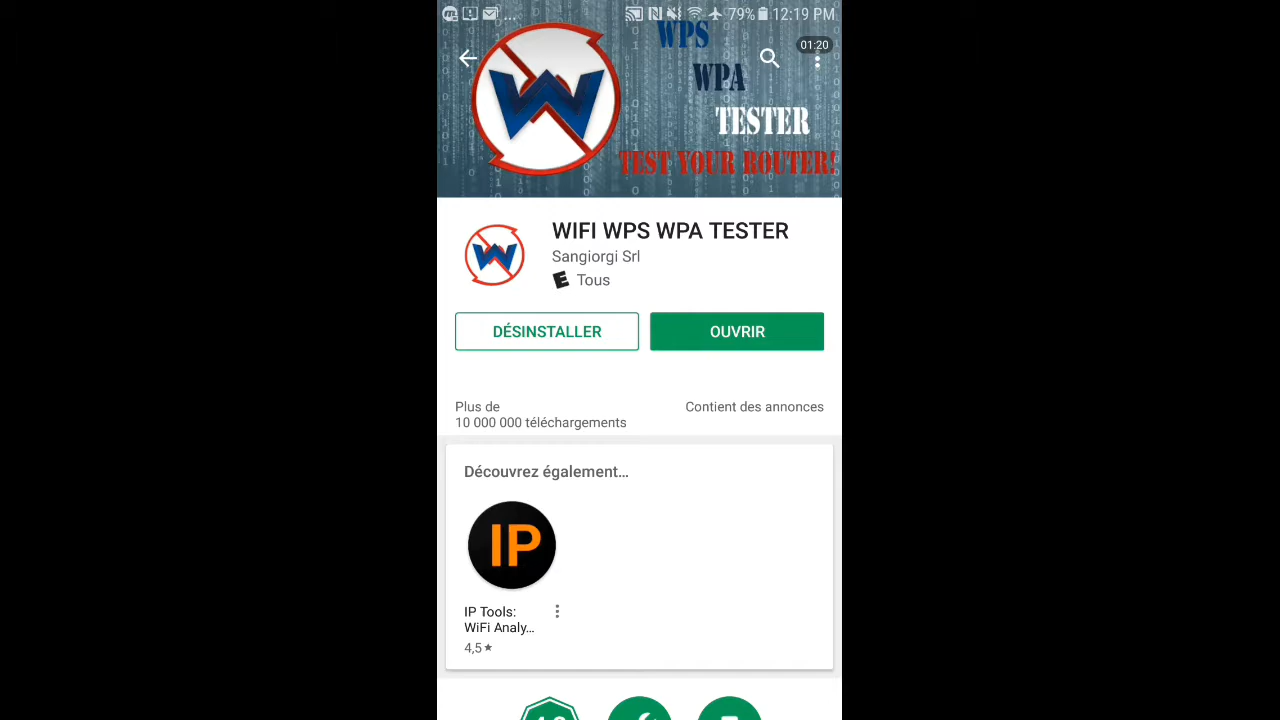 ... 79% 12:19 PM
01:20
WPS
WPA
TESTER
TEST YOUR ROUTER!
WIFI WPS WPA TESTER
Sangiorgi Srl
E Tous
DÉSINSTALLER OUVRIR
Plus de
10 000 000 téléchargements
Contient des annonces
Découvrez également...
IP
IP Tools:
WiFi Analy...
4,5★